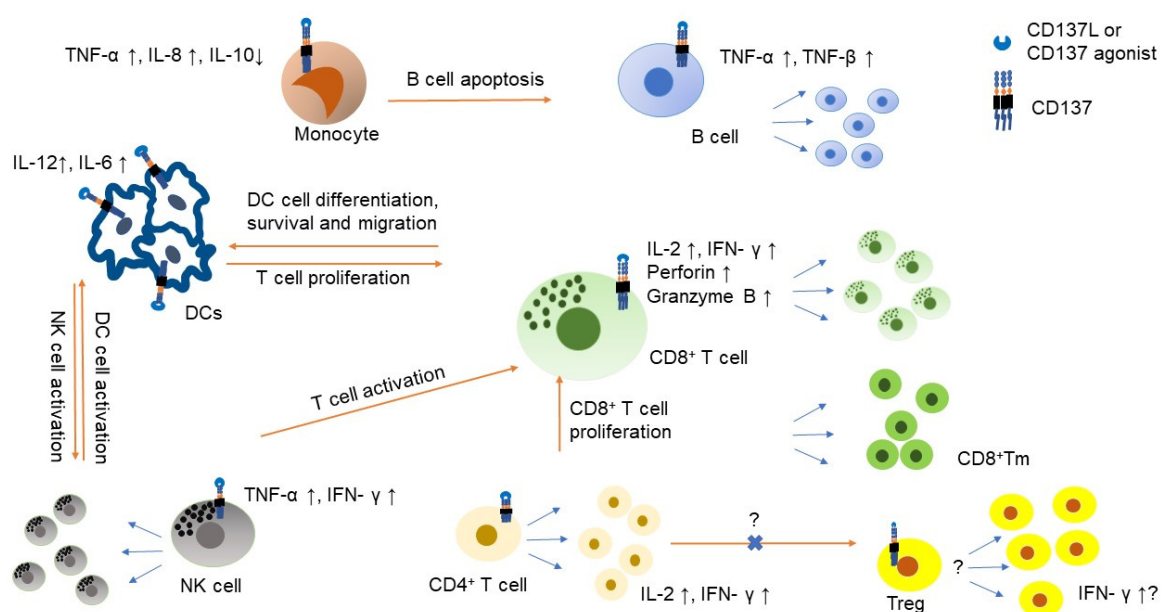 TNF-α ↑, IL-8 ↑, IL-10↓
Monocyte
B cell apoptosis
TNF-α ↑, TNF-β ↑
B cell
CD137L or
CD137 agonist
CD137
IL-12↑, IL-6 ↑
DCs
DC cell differentiation,
survival and migration
T cell proliferation
IL-2 ↑, IFN- γ ↑
Perforin ↑
Granzyme B ↑
CD8⁺ T cell
NK cell activation
DC cell activation
T cell activation
CD8⁺ T cell
proliferation
CD8⁺Tm
TNF-α ↑, IFN- γ ↑
NK cell
CD4⁺ T cell
IL-2 ↑, IFN- γ ↑
?
Treg
?
IFN- γ ↑?